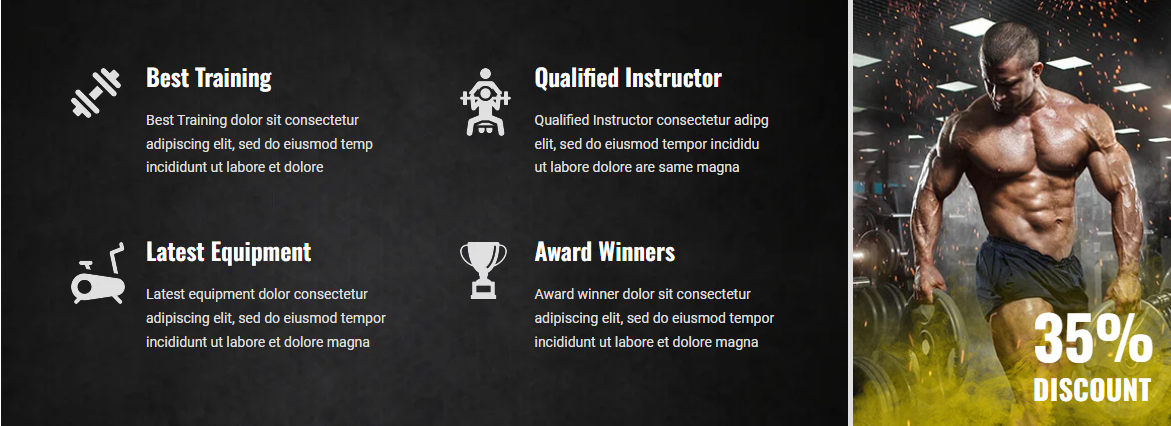 Best Training
Best Training dolor sit consectetur
adipiscing elit, sed do eiusmod temp
incididunt ut labore et dolore
Qualified Instructor
Qualified Instructor consectetur adipg
elit, sed do eiusmod tempor incididu
ut labore dolore are same magna
Latest Equipment
Latest equipment dolor consectetur
adipiscing elit, sed do eiusmod tempor
incididunt ut labore et dolore magna
Award Winners
Award winner dolor sit consectetur
adipiscing elit, sed do eiusmod tempor
incididunt ut labore et dolore magna
35%
DISCOUNT